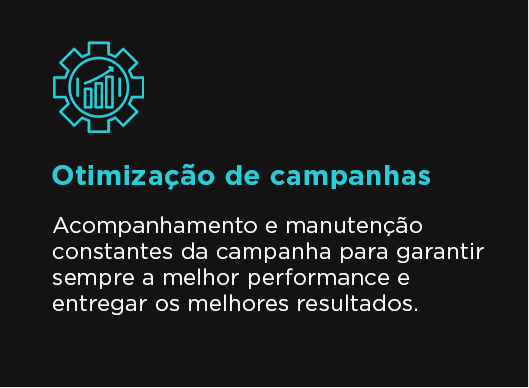 Otimização de campanhas
Acompanhamento e manutenção
constantes da campanha para garantir
sempre a melhor performance e
entregar os melhores resultados.